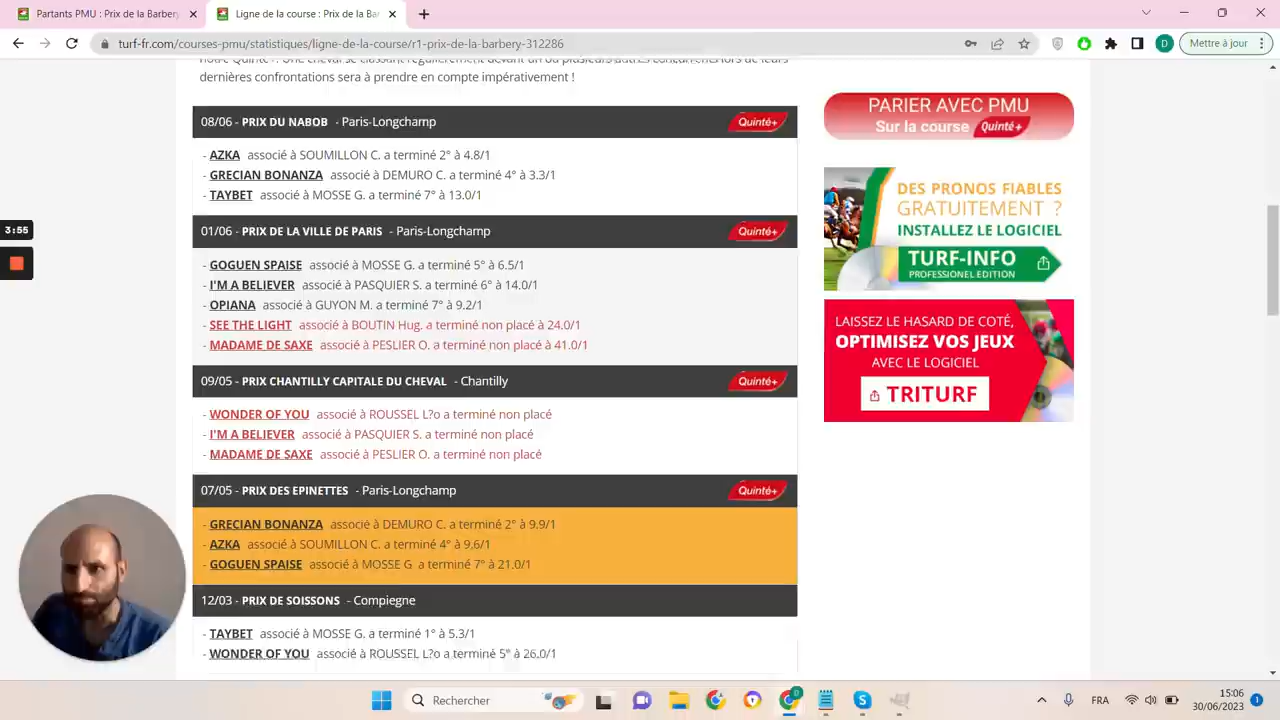 Partants PMU : Prix de la Ba
Ligne de la course : Prix de la Bar
turf-fr.com/courses-pmu/statistiques/ligne-de-la-course/r1-prix-de-la-barbery-312286
D
Mettre à jour
dernières confrontations sera à prendre en compte impérativement !
08/06 - PRIX DU NABOB - Paris-Longchamp
Quinté+
- AZKA associé à SOUMILLON C. a terminé 2° à 4.8/1
- GRECIAN BONANZA associé à DEMURO C. a terminé 4° à 3.3/1
- TAYBET associé à MOSSE G. a terminé 7° à 13.0/1
01/06 - PRIX DE LA VILLE DE PARIS - Paris-Longchamp
Quinté+
- GOGUEN SPAISE associé à MOSSE G. a terminé 5° à 6.5/1
- I'M A BELIEVER associé à PASQUIER S. a terminé 6° à 14.0/1
- OPIANA associé à GUYON M. a terminé 7° à 9.2/1
- SEE THE LIGHT associé à BOUTIN Hug. a terminé non placé à 24.0/1
- MADAME DE SAXE associé à PESLIER O. a terminé non placé à 41.0/1
09/05 - PRIX CHANTILLY CAPITALE DU CHEVAL - Chantilly
Quinté+
- WONDER OF YOU associé à ROUSSEL L?o a terminé non placé
- I'M A BELIEVER associé à PASQUIER S. a terminé non placé
- MADAME DE SAXE associé à PESLIER O. a terminé non placé
07/05 - PRIX DES EPINETTES - Paris-Longchamp
Quinté+
- GRECIAN BONANZA associé à DEMURO C. a terminé 2° à 9.9/1
- AZKA associé à SOUMILLON C. a terminé 4° à 9.6/1
- GOGUEN SPAISE associé à MOSSE G a terminé 7° à 21.0/1
12/03 - PRIX DE SOISSONS - Compiegne
- TAYBET associé à MOSSE G. a terminé 1° à 5.3/1
- WONDER OF YOU associé à ROUSSEL L?o a terminé 5° à 26.0/1
PARIER AVEC PMU
Sur la course Quinté+
DES PRONOS FIABLES
GRATUITEMENT ?
INSTALLEZ LE LOGICIEL
TURF-INFO
PROFESSIONEL EDITION
LAISSEZ LE HASARD DE COTÉ,
OPTIMISEZ VOS JEUX
AVEC LE LOGICIEL
TRITURF
3:55
Rechercher
FRA
15:06
30/06/2023